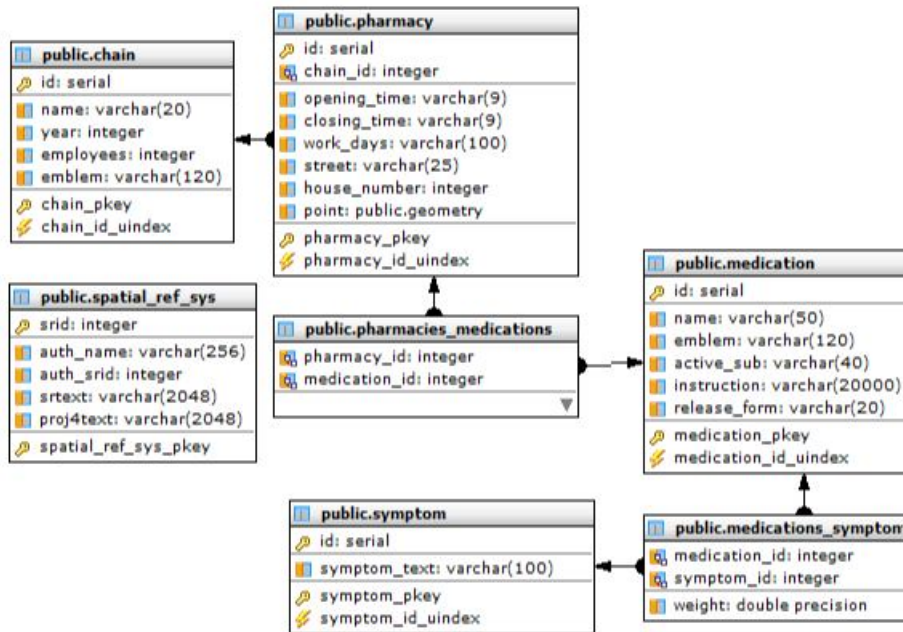 public.chain
id: serial
name: varchar(20)
year: integer
employees: integer
emblem: varchar(120)
chain_pkey
chain_id_uindex
public.pharmacy
id: serial
chain_id: integer
opening_time: varchar(9)
closing_time: varchar(9)
work_days: varchar(100)
street: varchar(25)
house_number: integer
point: public.geometry
pharmacy_pkey
pharmacy_id_uindex
public.spatial_ref_sys
srid: integer
auth_name: varchar(256)
auth_srid: integer
srtext: varchar(2048)
proj4text: varchar(2048)
spatial_ref_sys_pkey
public.pharmacies_medications
pharmacy_id: integer
medication_id: integer
public.medication
id: serial
name: varchar(50)
emblem: varchar(120)
active_sub: varchar(40)
instruction: varchar(20000)
release_form: varchar(20)
medication_pkey
medication_id_uindex
public.symptom
id: serial
symptom_text: varchar(100)
symptom_pkey
symptom_id_uindex
public.medications_symptom
medication_id: integer
symptom_id: integer
weight: double precision